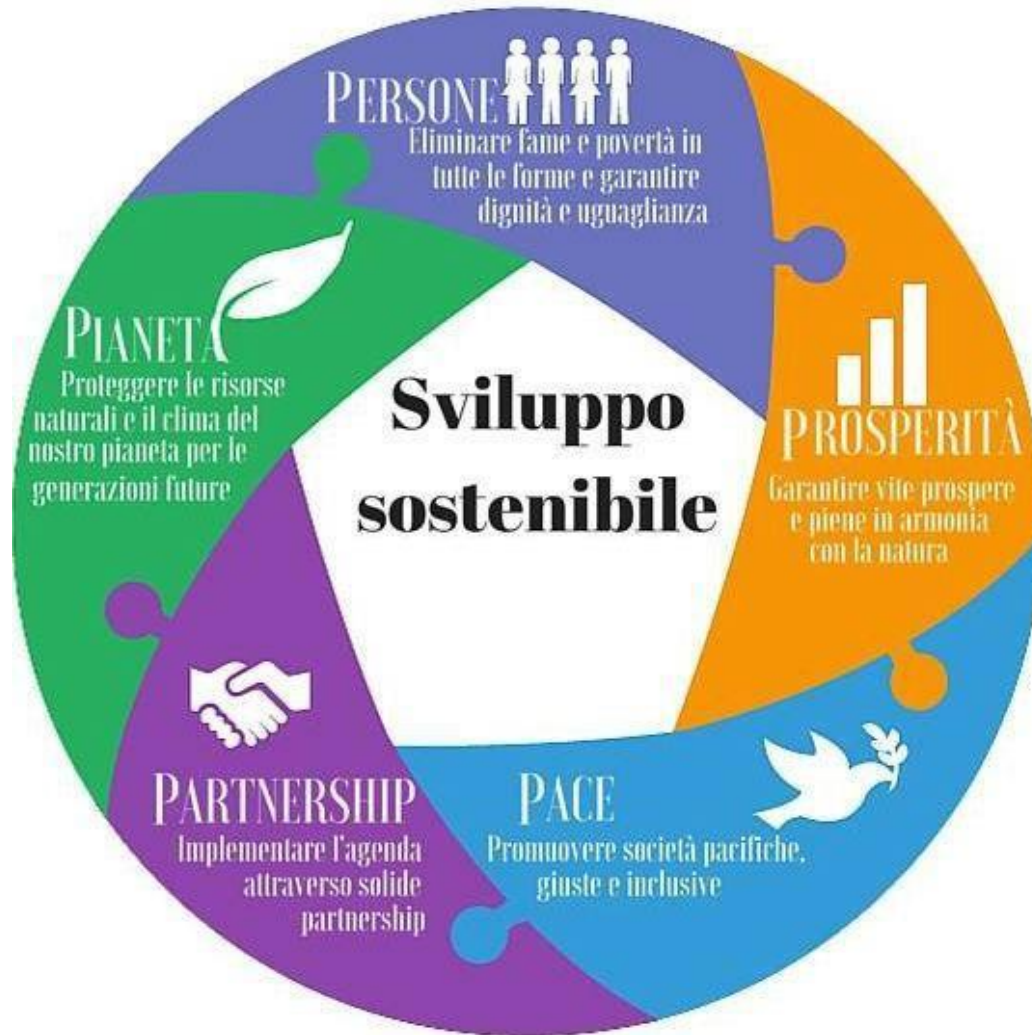 PERSONE
Eliminare fame e povertà in
tutte le forme e garantire
dignità e uguaglianza
PIANETA
Proteggere le risorse
naturali e il clima del
nostro pianeta per le
generazioni future
Sviluppo
sostenibile
PROSPERITÀ
Garantire vite prospere
e piene in armonia
con la natura
PARTNERSHIP
Implementare l'agenda
attraverso solide
partnership
PACE
Promuovere società pacifiche,
giuste e inclusive